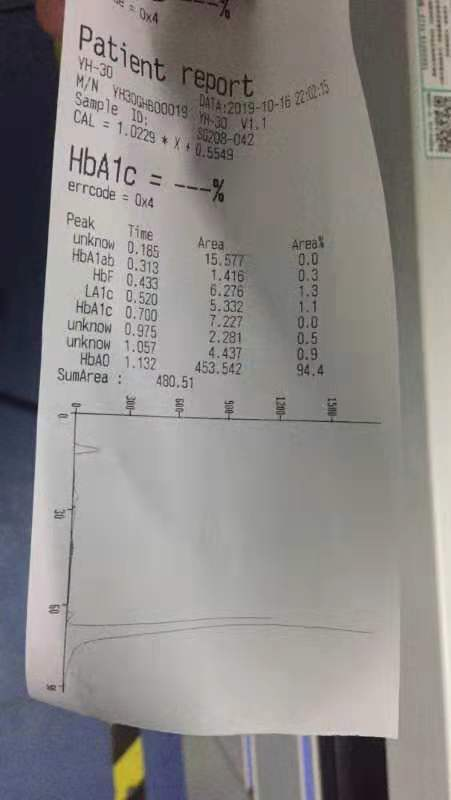 = 0x4
---%
Patient report
YH-30 DATA:2019-10-16 22:02:15
M/N YH30GHB00019 YH-30 V1.1
Sample ID: SG208-042
CAL = 1.0229 * X + 0.5549
HbA1c = ---%
errcode = 0x4
Peak Time Area Area%
unknow 0.185 15.577 0.0
HbA1ab 0.313 1.416 0.3
HbF 0.433 6.276 1.3
LA1c 0.520 5.332 1.1
HbA1c 0.700 7.227 0.0
unknow 0.975 2.281 0.5
unknow 1.057 4.437 0.9
HbA0 1.132 453.542 94.4
SumArea : 480.51
0 300 600 900 1200 1500
0
30
60